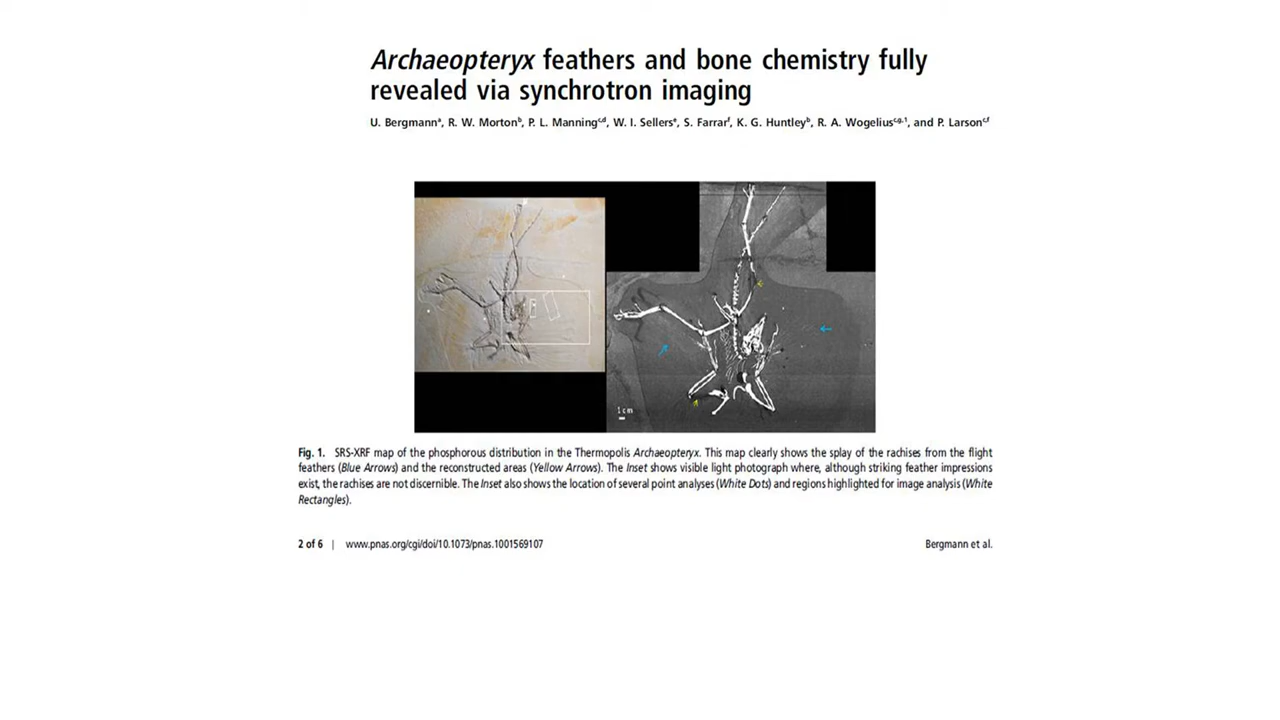 Archaeopteryx feathers and bone chemistry fully
revealed via synchrotron imaging
U. Bergmannᵃ, R. W. Mortonᵇ, P. L. Manningᶜ,ᵈ, W. I. Sellersᵉ, S. Farrarᶠ, K. G. Huntleyᵇ, R. A. Wogeliusᶜ,ᵍ,¹, and P. Larsonᶜ,ᶠ
1 cm
Fig. 1. SRS-XRF map of the phosphorous distribution in the Thermopolis Archaeopteryx. This map clearly shows the splay of the rachises from the flight
feathers (Blue Arrows) and the reconstructed areas (Yellow Arrows). The Inset shows visible light photograph where, although striking feather impressions
exist, the rachises are not discernible. The Inset also shows the location of several point analyses (White Dots) and regions highlighted for image analysis (White
Rectangles).
2 of 6 | www.pnas.org/cgi/doi/10.1073/pnas.1001569107 Bergmann et al.